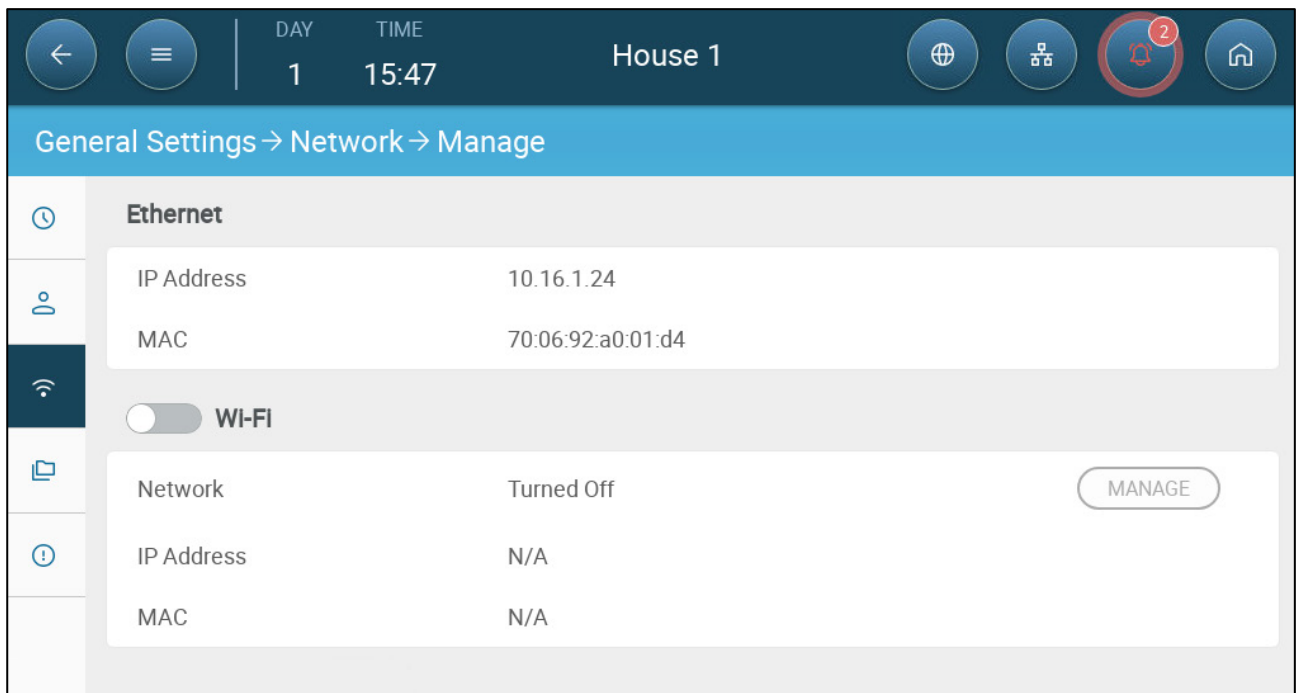 DAY TIME
1 15:47
House 1
2
General Settings → Network → Manage
Ethernet
IP Address 10.16.1.24
MAC 70:06:92:a0:01:d4
Wi-Fi
Network Turned Off MANAGE
IP Address N/A
MAC N/A